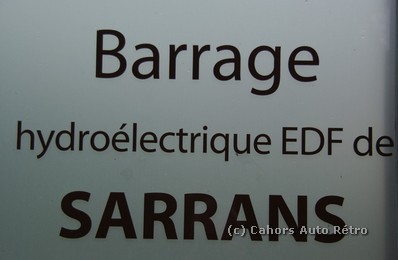 Barrage
hydroélectrique EDF de
SARRANS
(c) Cahors Auto Rétro